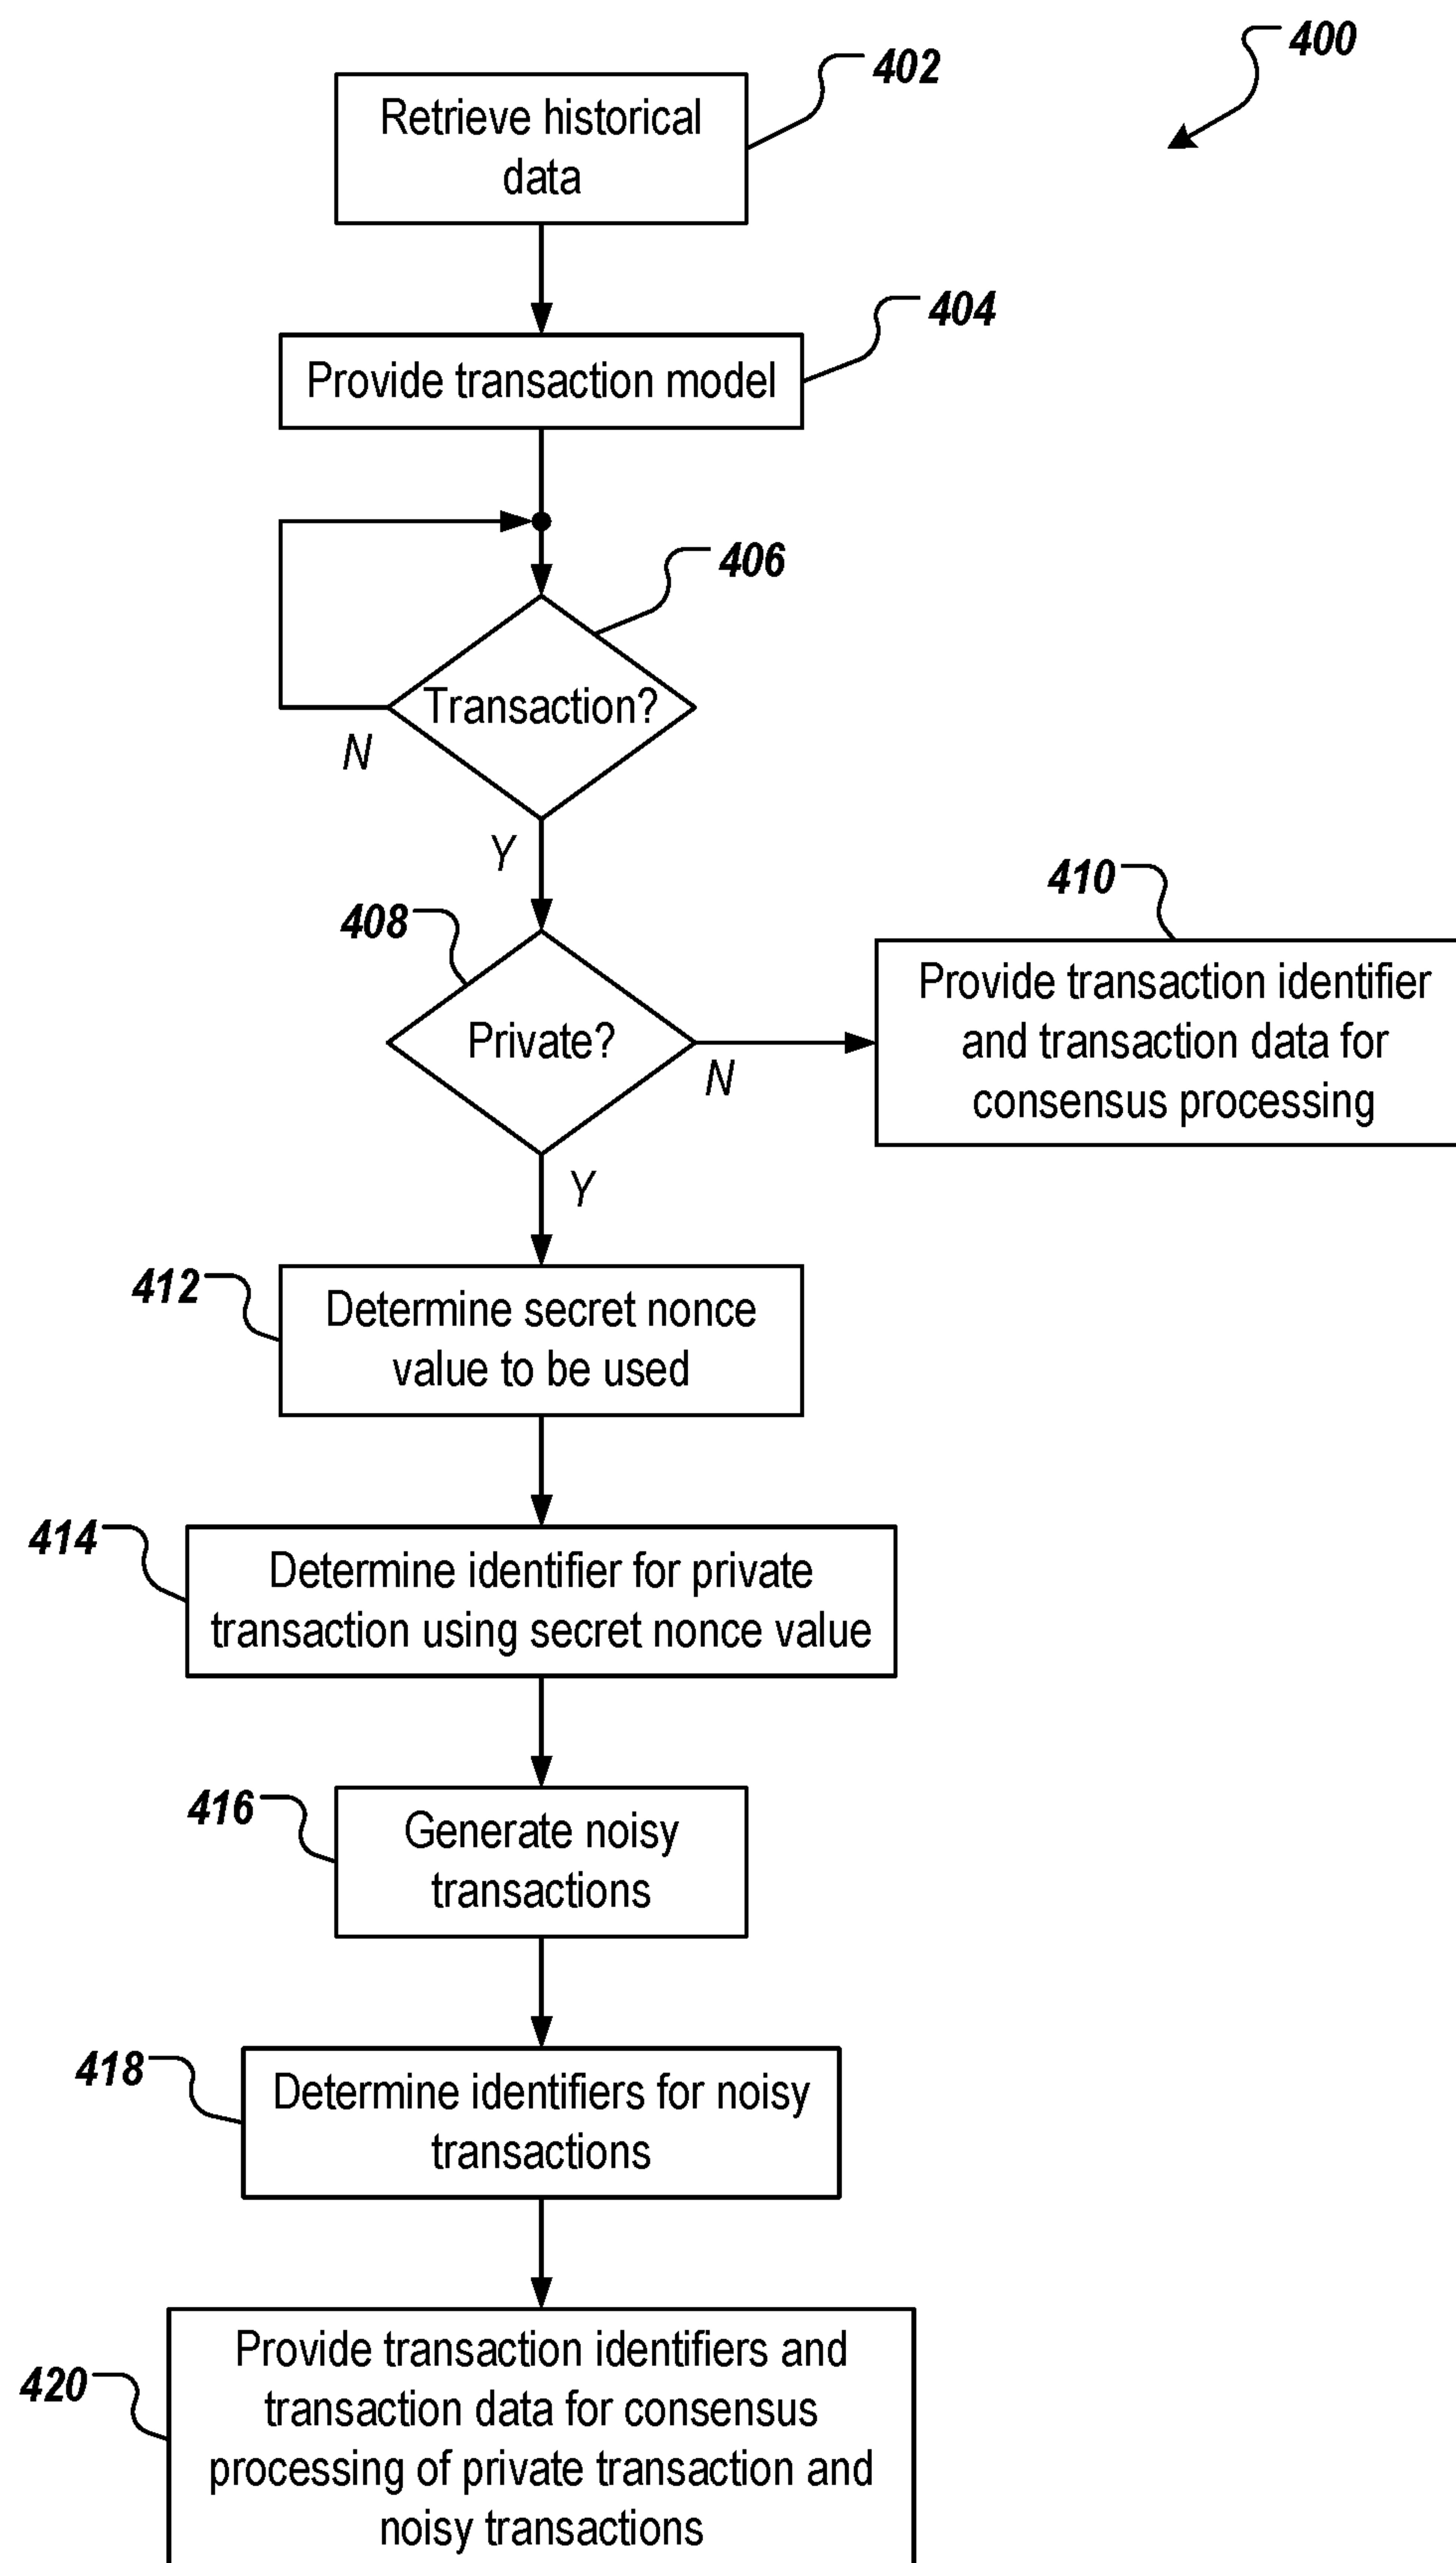 400
402
Retrieve historical
data
404
Provide transaction model
406
Transaction?
N
Y
408
Private?
N
410
Provide transaction identifier
and transaction data for
consensus processing
Y
412
Determine secret nonce
value to be used
414
Determine identifier for private
transaction using secret nonce value
416
Generate noisy
transactions
418
Determine identifiers for noisy
transactions
420
Provide transaction identifiers and
transaction data for consensus
processing of private transaction and
noisy transactions